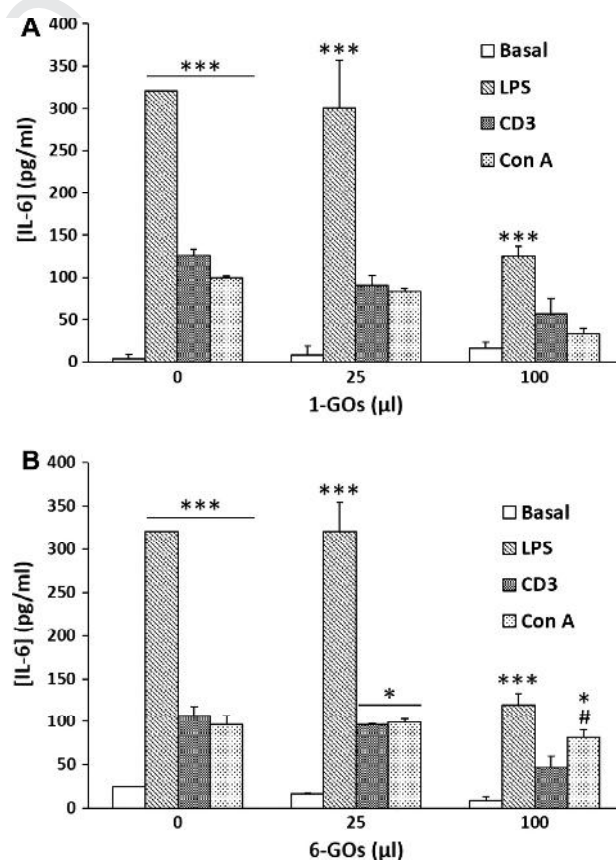 A
400
350
300
250
200
150
100
50
0
[IL-6] (pg/ml)
***
***
***
Basal
LPS
CD3
Con A
0 25 100
1-GOs (µl)
B
400
350
300
250
200
150
100
50
0
[IL-6] (pg/ml)
***
***
*
***
*
#
Basal
LPS
CD3
Con A
0 25 100
6-GOs (µl)